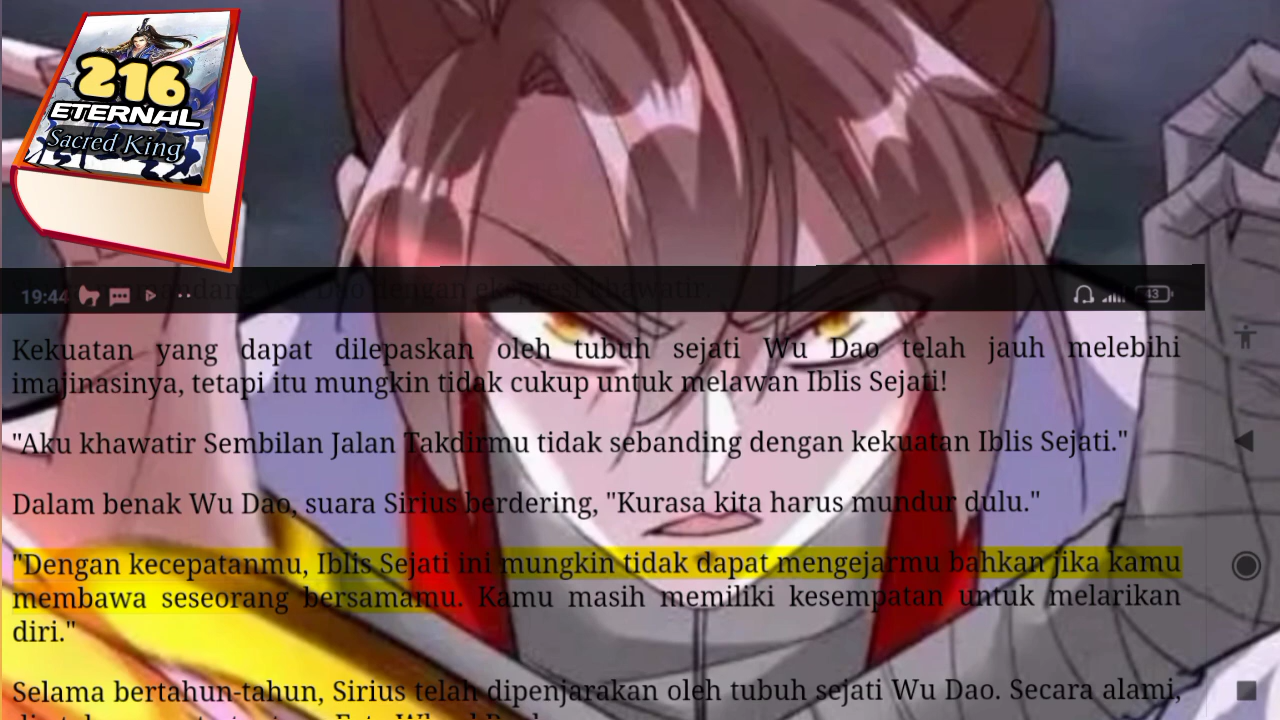 216
ETERNAL
Sacred King
19:44
dengan ekspresi khawatir.
43
Kekuatan yang dapat dilepaskan oleh tubuh sejati Wu Dao telah jauh melebihi
imajinasinya, tetapi itu mungkin tidak cukup untuk melawan Iblis Sejati!
"Aku khawatir Sembilan Jalan Takdirmu tidak sebanding dengan kekuatan Iblis Sejati."
Dalam benak Wu Dao, suara Sirius berdering, "Kurasa kita harus mundur dulu."
"Dengan kecepatanmu, Iblis Sejati ini mungkin tidak dapat mengejarmu bahkan jika kamu
membawa seseorang bersamamu. Kamu masih memiliki kesempatan untuk melarikan
diri."
Selama bertahun-tahun, Sirius telah dipenjarakan oleh tubuh sejati Wu Dao. Secara alami,